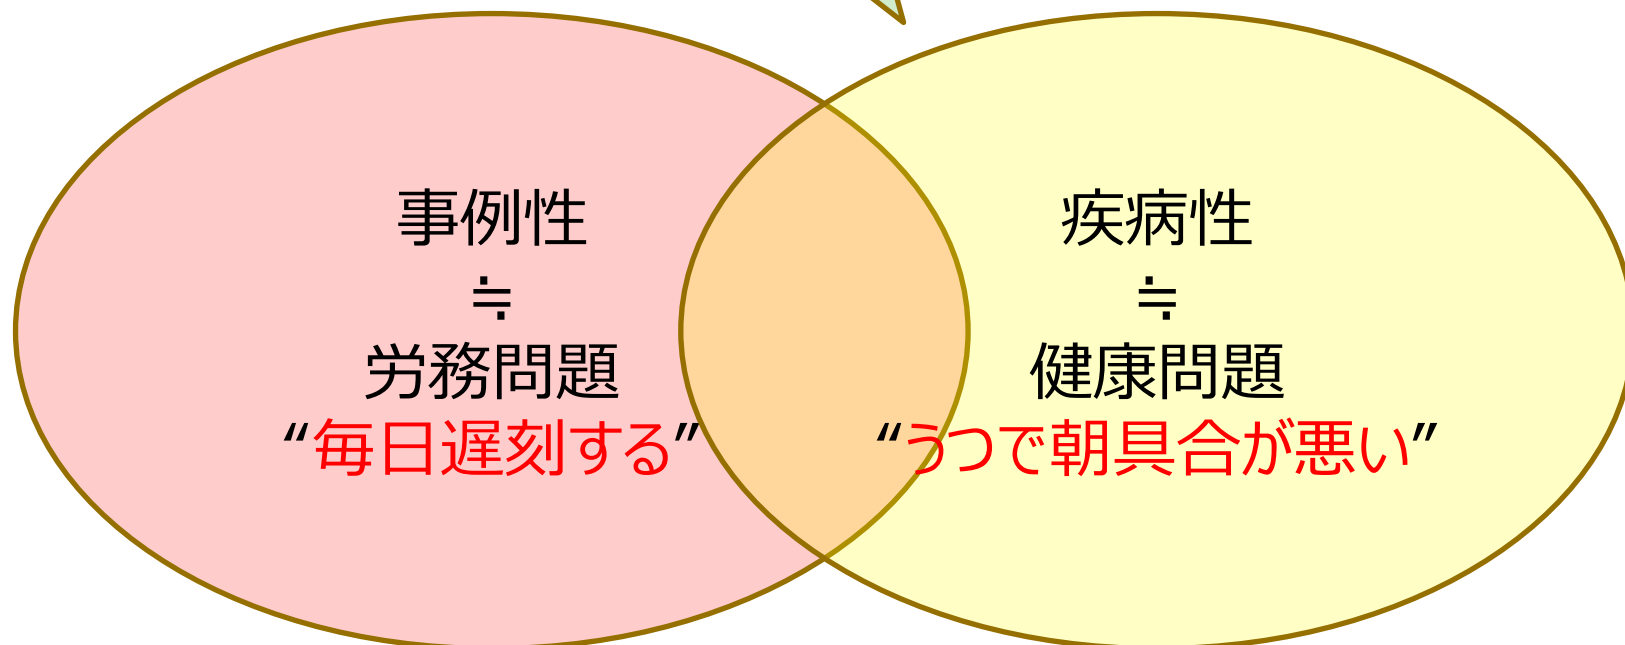 事例性
≒
労務問題
“毎日遅刻する”
疾病性
≒
健康問題
“うつで朝具合が悪い”